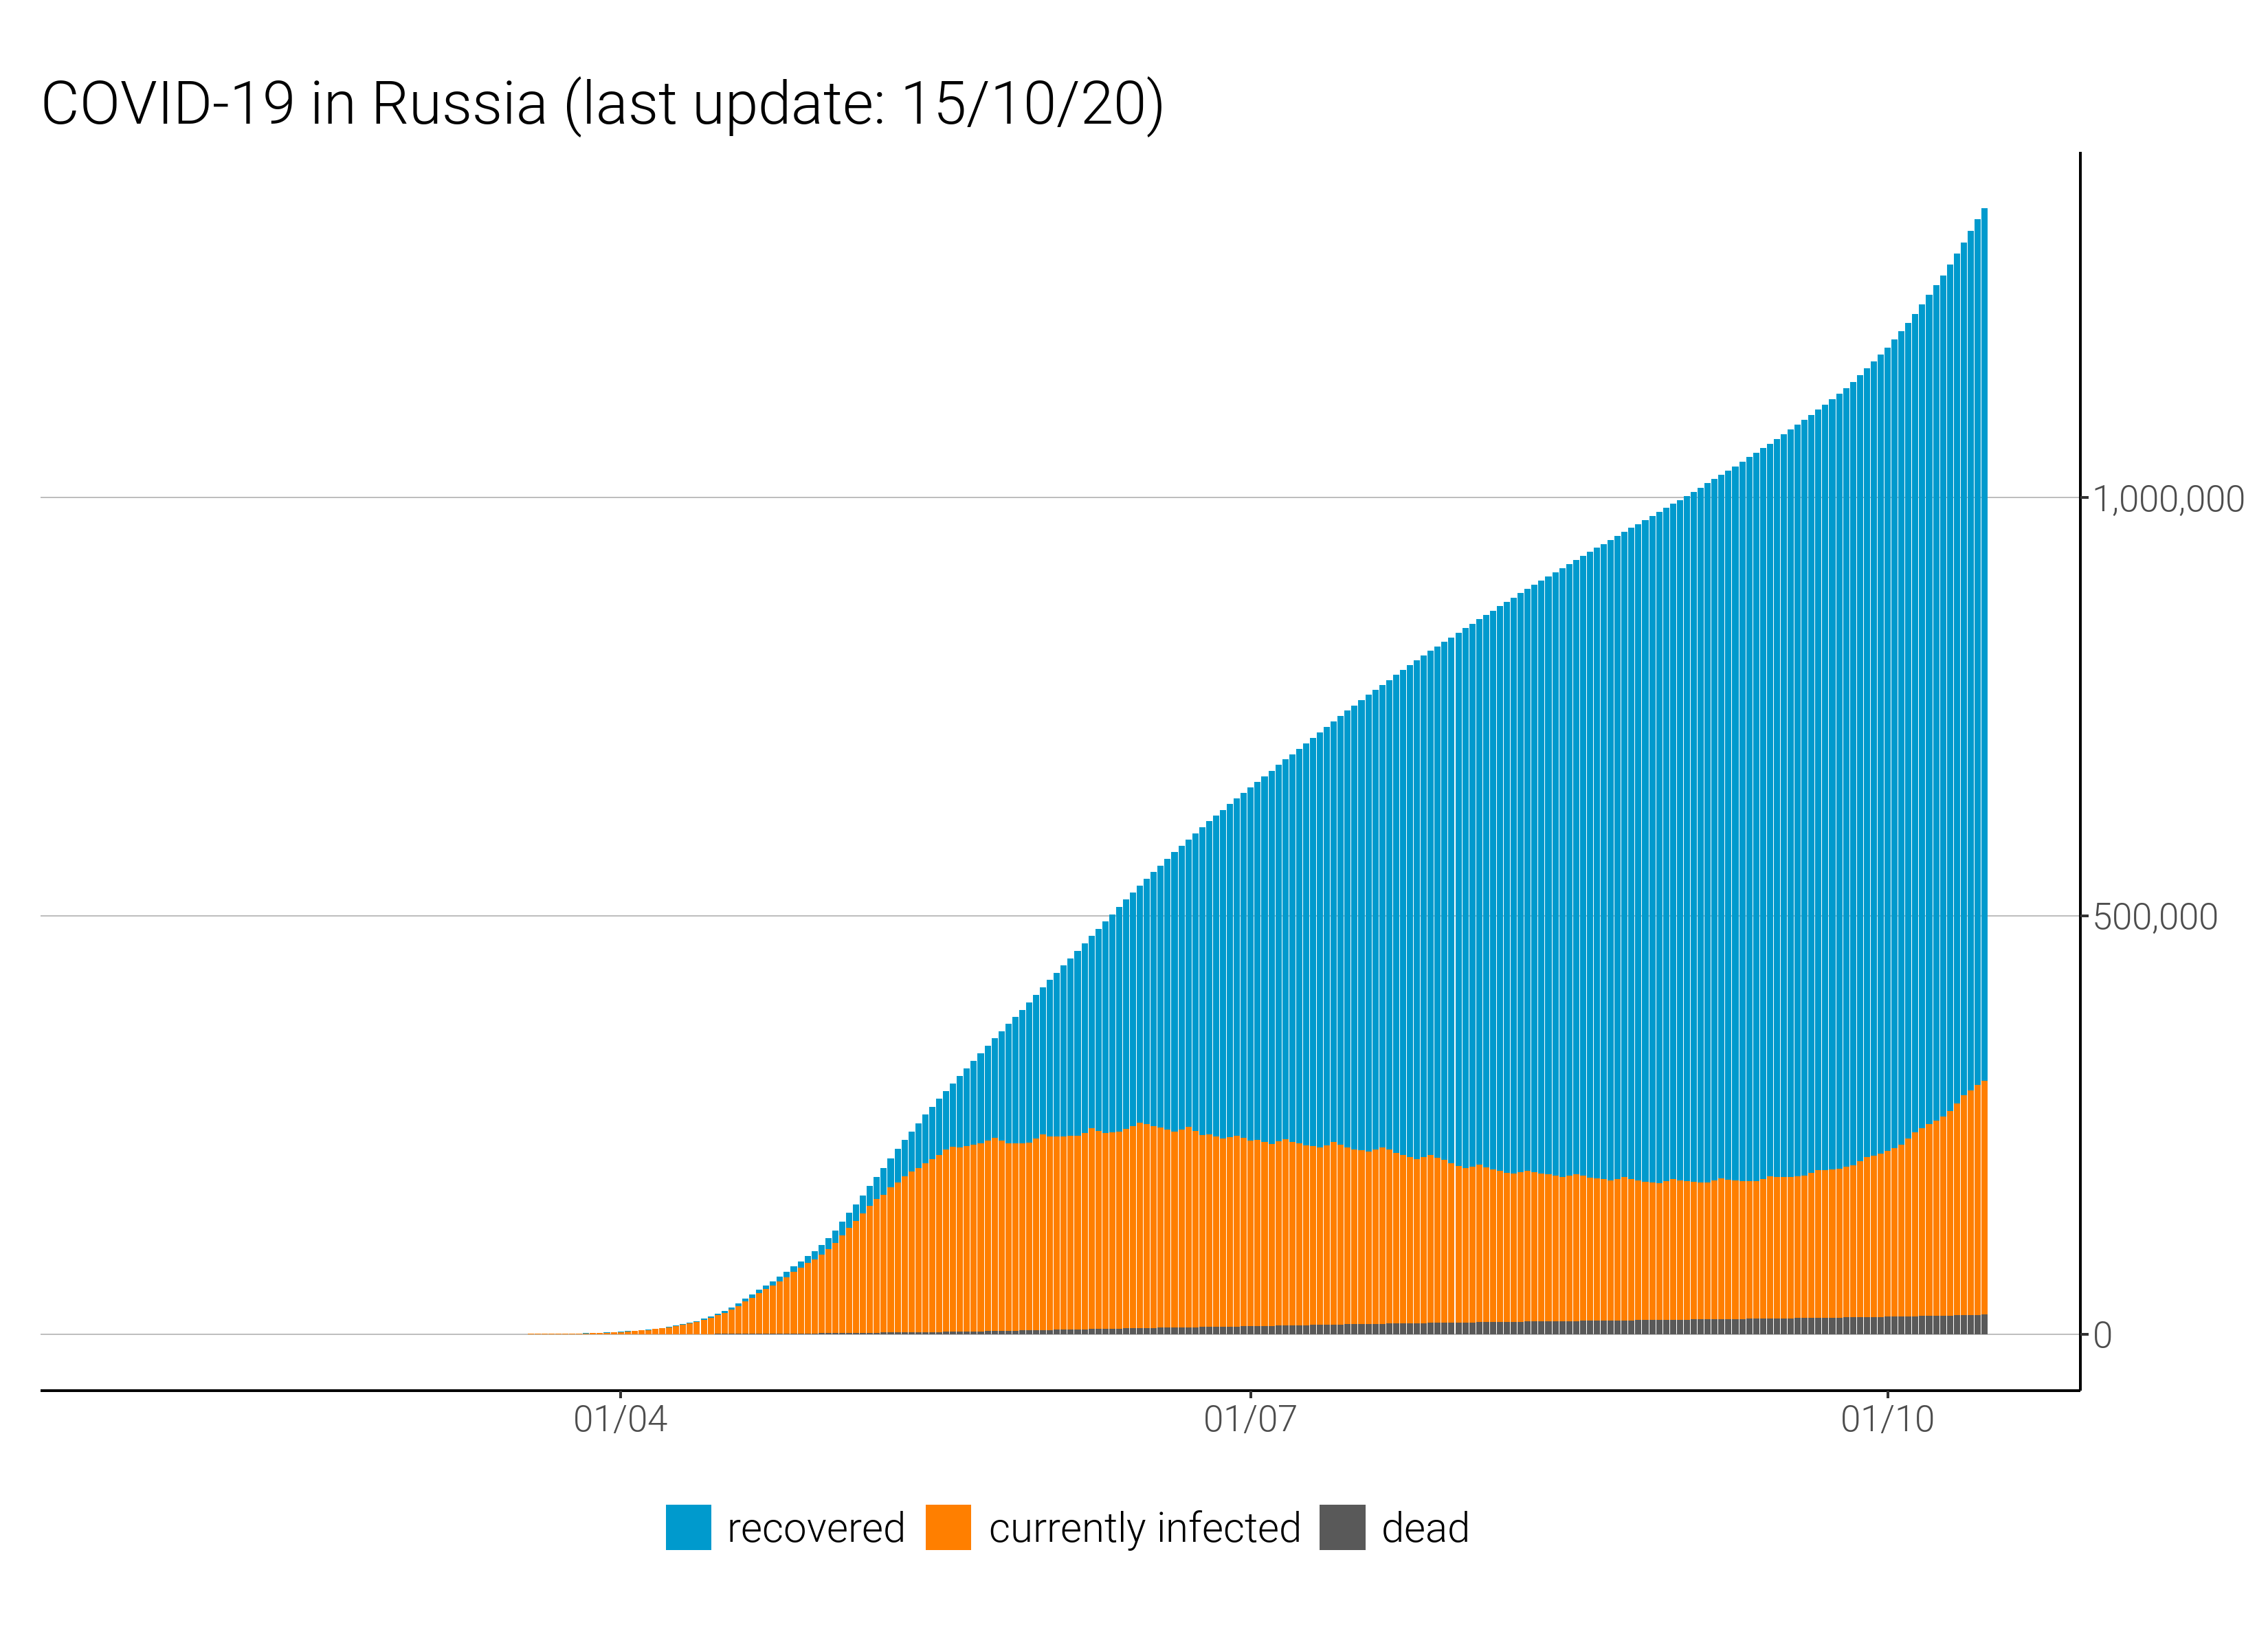 COVID-19 in Russia (last update: 15/10/20)
1,000,000
500,000
0
01/04 01/07 01/10
recovered currently infected dead